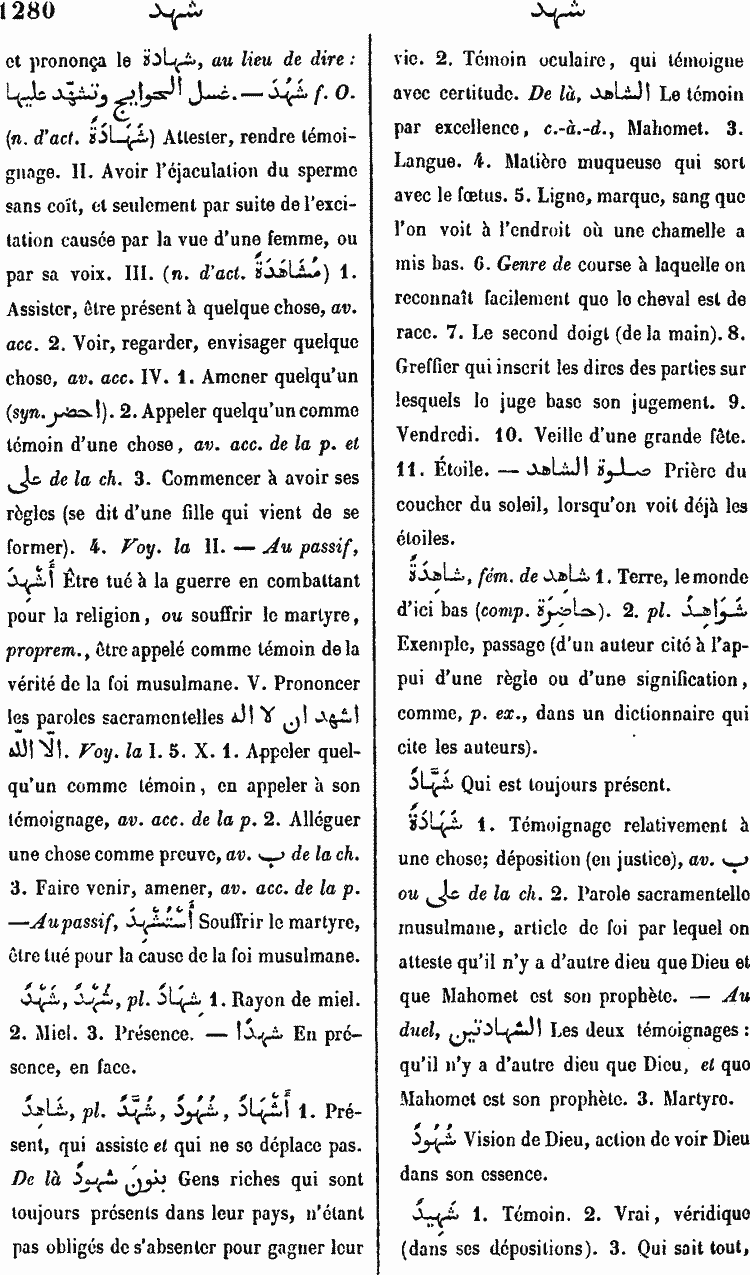 1280 شهد
شهد
et prononça le شهادة, au lieu de dire :
غسل الحوايج وتشهّد عليها. — شَهُدَ f. O.
(n. d'act. شَهَادَةٌ) Attester, rendre témoi-
gnage. II. Avoir l'éjaculation du sperme
sans coït, et seulement par suite de l'exci-
tation causée par la vue d'une femme, ou
par sa voix. III. (n. d'act. مُشَاهَدَةٌ) 1.
Assister, être présent à quelque chose, av.
acc. 2. Voir, regarder, envisager quelque
chose, av. acc. IV. 1. Amener quelqu'un
(syn. احضر). 2. Appeler quelqu'un comme
témoin d'une chose, av. acc. de la p. et
على de la ch. 3. Commencer à avoir ses
règles (se dit d'une fille qui vient de se
former). 4. Voy. la II. — Au passif,
أُشْهِدَ Être tué à la guerre en combattant
pour la religion, ou souffrir le martyre,
proprem., être appelé comme témoin de la
vérité de la foi musulmane. V. Prononcer
les paroles sacramentelles اشهد ان لا اله
الّا اللّه. Voy. la I. 5. X. 1. Appeler quel-
qu'un comme témoin, en appeler à son
témoignage, av. acc. de la p. 2. Alléguer
une chose comme preuve, av. ب de la ch.
3. Faire venir, amener, av. acc. de la p.
— Au passif, أُسْتُشْهِدَ Souffrir le martyre,
être tué pour la cause de la foi musulmane.
شَهْدٌ, شُهْدٌ, pl. شِهَادٌ 1. Rayon de miel.
2. Miel. 3. Présence. — شهدًا En pré-
sence, en face.
شَاهِدٌ, pl. شُهَّدٌ, شُهُودٌ, أَشْهَادٌ 1. Pré-
sent, qui assiste et qui ne se déplace pas.
De là بنون شهودٌ Gens riches qui sont
toujours présents dans leur pays, n'étant
pas obligés de s'absenter pour gagner leur
vie. 2. Témoin oculaire, qui témoigne
avec certitude. De là, الشاهد Le témoin
par excellence, c.-à.-d., Mahomet. 3.
Langue. 4. Matière muqueuse qui sort
avec le fœtus. 5. Ligne, marque, sang que
l'on voit à l'endroit où une chamelle a
mis bas. 6. Genre de course à laquelle on
reconnaît facilement que le cheval est de
race. 7. Le second doigt (de la main). 8.
Greffier qui inscrit les dires des parties sur
lesquels le juge base son jugement. 9.
Vendredi. 10. Veille d'une grande fête.
11. Étoile. — صلوة الشاهد Prière du
coucher du soleil, lorsqu'on voit déjà les
étoiles.
شاهِدَةٌ, fém. de شاهد 1. Terre, le monde
d'ici bas (comp. حاضِرَة). 2. pl. شَوَاهِدُ
Exemple, passage (d'un auteur cité à l'ap-
pui d'une règle ou d'une signification,
comme, p. ex., dans un dictionnaire qui
cite les auteurs).
شَهَّادٌ Qui est toujours présent.
شَهَادَةٌ 1. Témoignage relativement à
une chose; déposition (en justice), av. ب
ou على de la ch. 2. Parole sacramentelle
musulmane, article de foi par lequel on
atteste qu'il n'y a d'autre dieu que Dieu et
que Mahomet est son prophète. — Au
duel, الشهادتين Les deux témoignages :
qu'il n'y a d'autre dieu que Dieu, et que
Mahomet est son prophète. 3. Martyre.
شُهُودٌ Vision de Dieu, action de voir Dieu
dans son essence.
شَهِيدٌ 1. Témoin. 2. Vrai, véridique
(dans ses dépositions). 3. Qui sait tout,